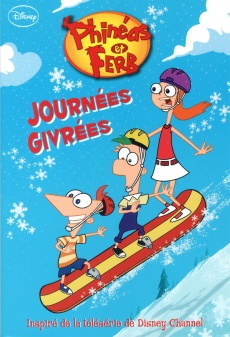 Disney
Phinéas
et
Ferb
JOURNÉES
GIVRÉES
Inspiré de la télésérie de Disney Channel